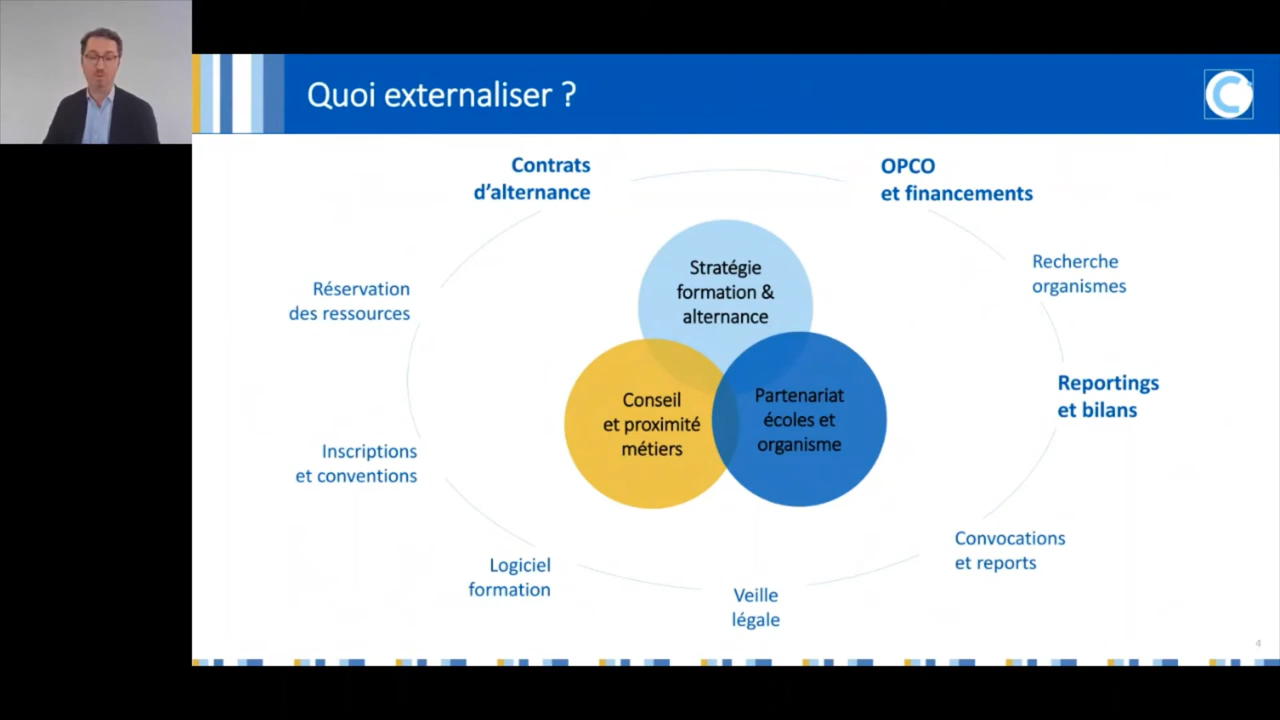 Quoi externaliser ?
Contrats
d'alternance
OPCO
et financements
Recherche
organismes
Reportings
et bilans
Convocations
et reports
Veille
légale
Logiciel
formation
Inscriptions
et conventions
Réservation
des ressources
Stratégie
formation &
alternance
Conseil
et proximité
métiers
Partenariat
écoles et
organisme
4